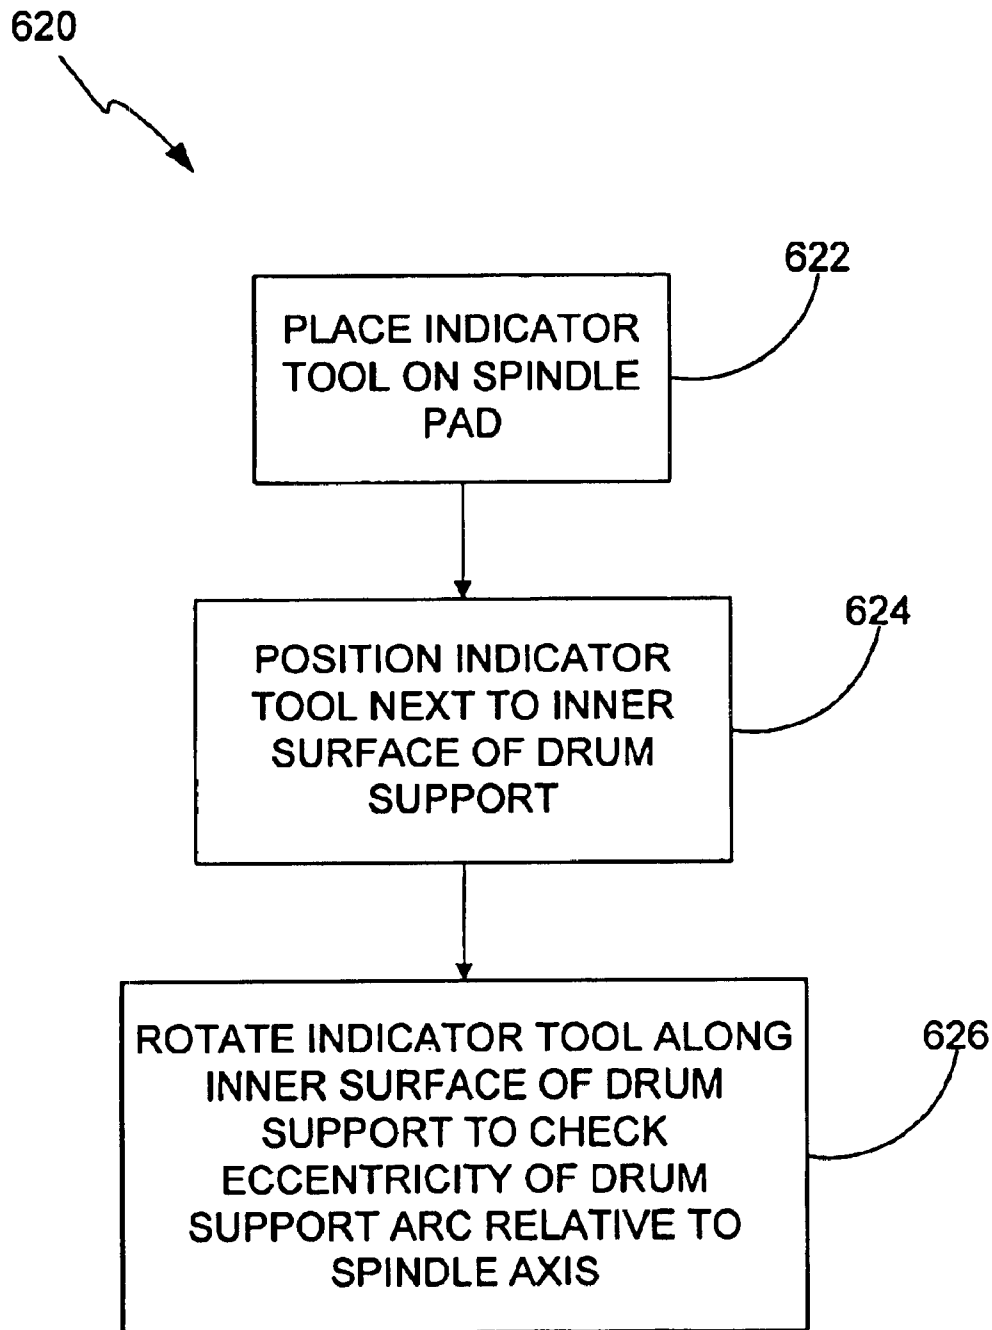 620
622
PLACE INDICATOR
TOOL ON SPINDLE
PAD
624
POSITION INDICATOR
TOOL NEXT TO INNER
SURFACE OF DRUM
SUPPORT
626
ROTATE INDICATOR TOOL ALONG
INNER SURFACE OF DRUM
SUPPORT TO CHECK
ECCENTRICITY OF DRUM
SUPPORT ARC RELATIVE TO
SPINDLE AXIS